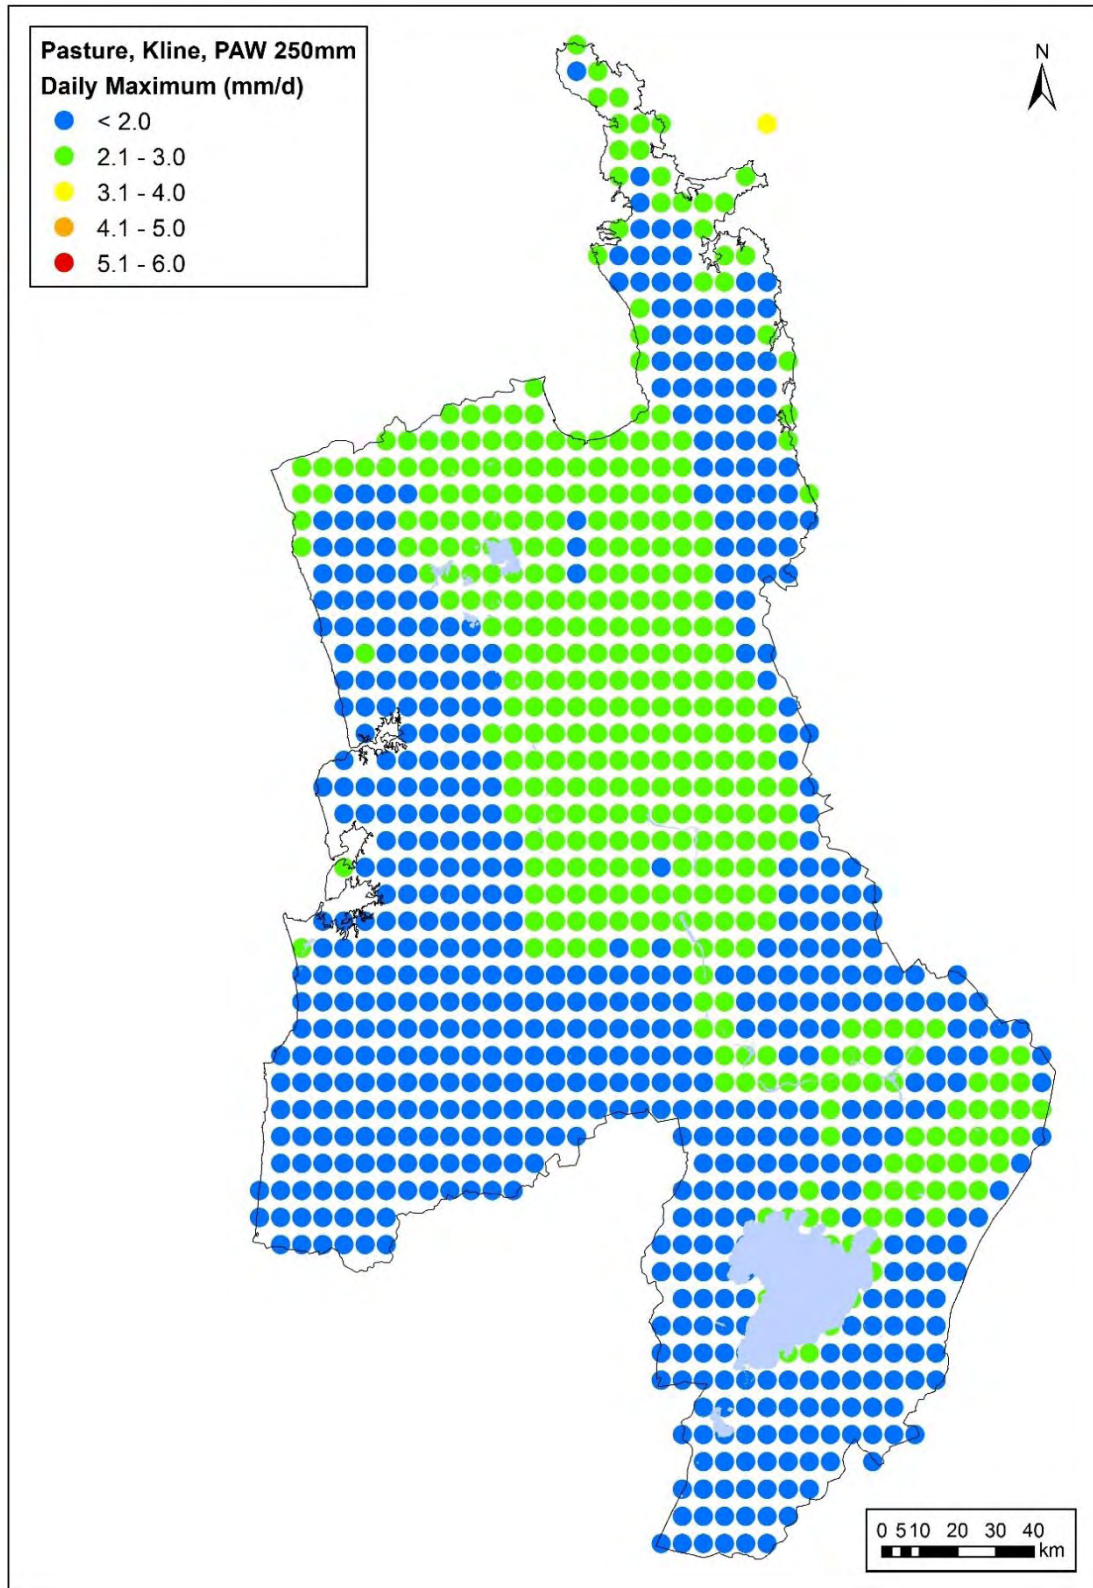 Pasture, Kline, PAW 250mm
Daily Maximum (mm/d)
< 2.0
2.1 - 3.0
3.1 - 4.0
4.1 - 5.0
5.1 - 6.0
N
0 510 20 30 40
km